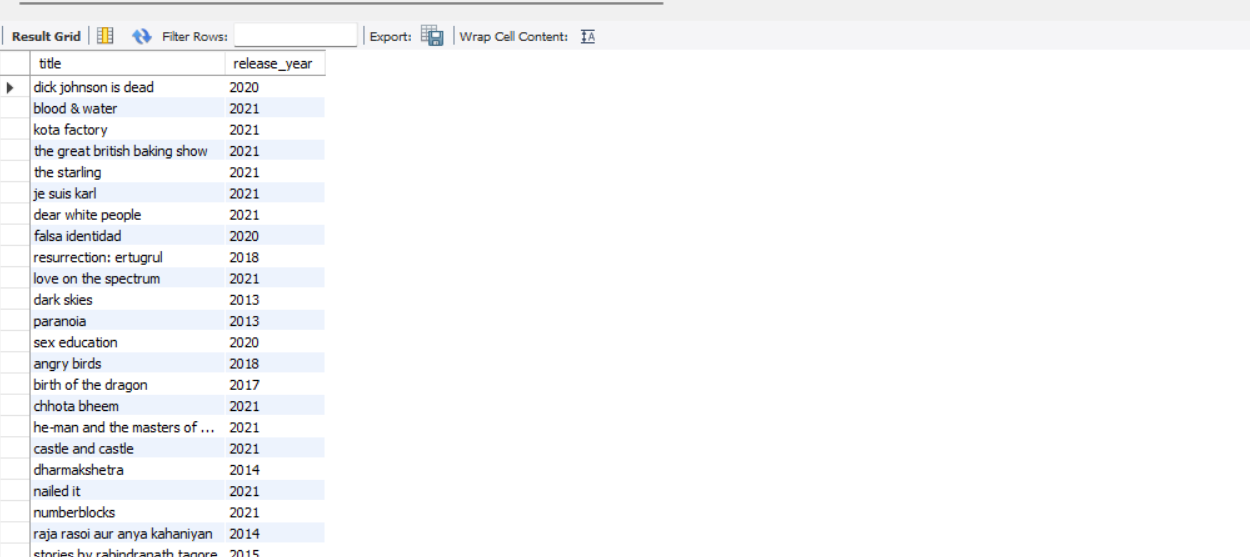 Result Grid Filter Rows: Export: Wrap Cell Content:
title release_year
dick johnson is dead 2020
blood & water 2021
kota factory 2021
the great british baking show 2021
the starling 2021
je suis karl 2021
dear white people 2021
falsa identidad 2020
resurrection: ertugrul 2018
love on the spectrum 2021
dark skies 2013
paranoia 2013
sex education 2020
angry birds 2018
birth of the dragon 2017
chhota bheem 2021
he-man and the masters of ... 2021
castle and castle 2021
dharmakshetra 2014
nailed it 2021
numberblocks 2021
raja rasoi aur anya kahaniyan 2014
stories by rabindranath tagore 2015